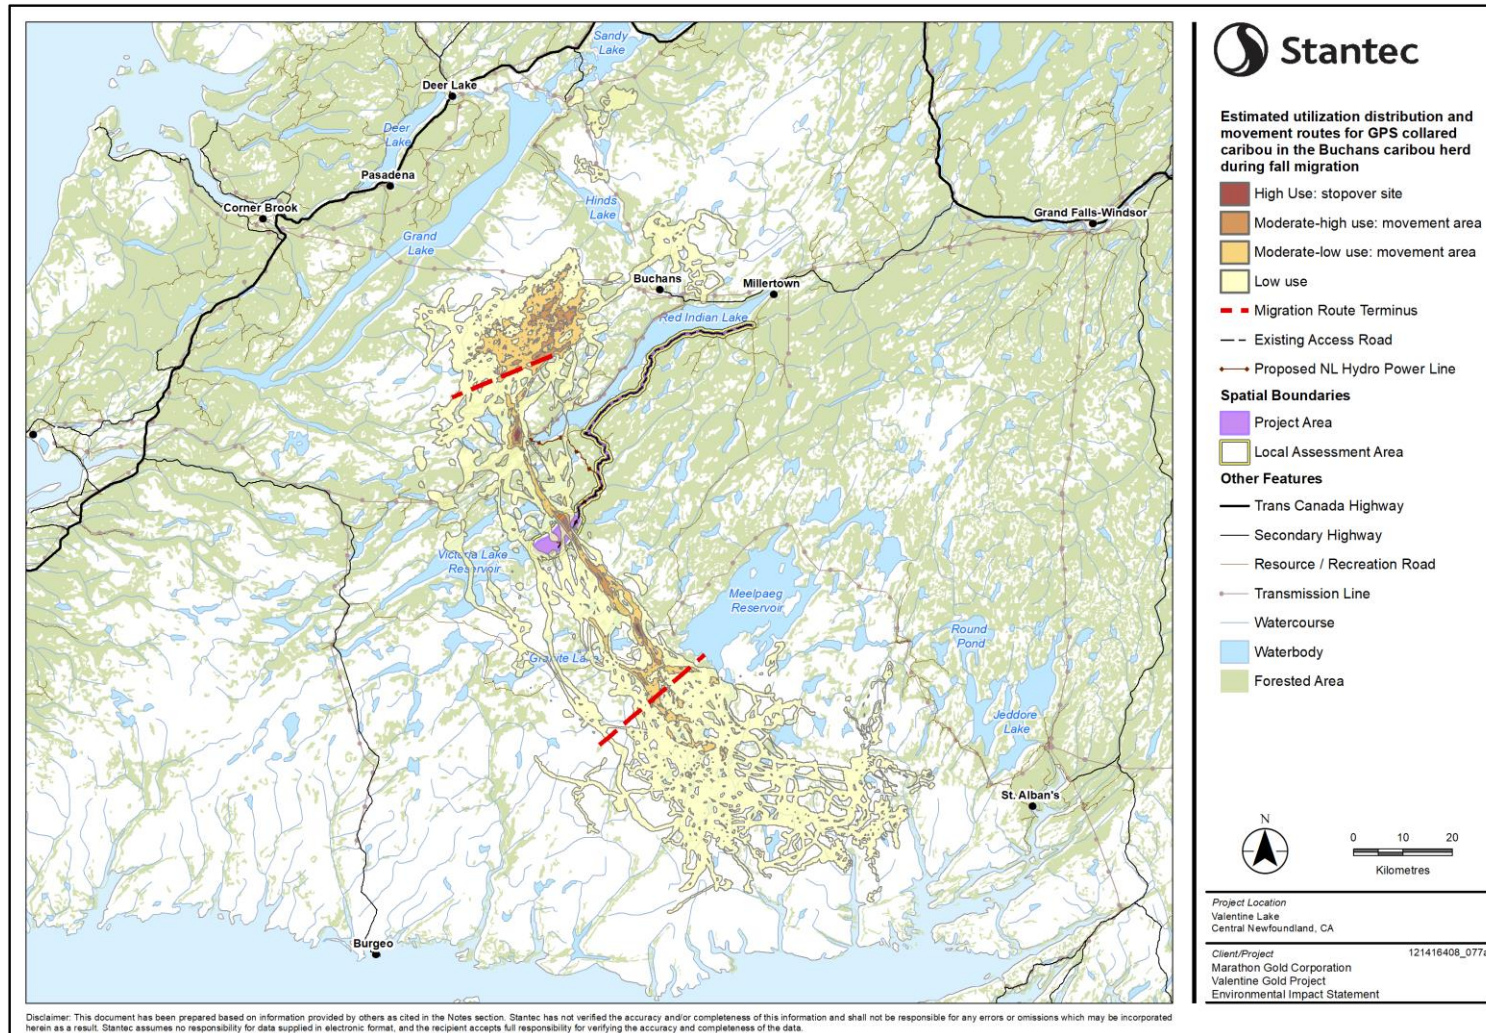 Sandy
Lake
Deer Lake
Deer
Lake
Pasadena
Corner Brook
Grand
Lake
Hinds
Lake
Grand Falls-Windsor
Buchans
Millertown
Red Indian Lake
Victoria Lake
Reservoir
Meelpaeg
Reservoir
Granite Lake
Round
Pond
Jeddore
Lake
St. Alban's
Burgeo
Stantec
Estimated utilization distribution and
movement routes for GPS collared
caribou in the Buchans caribou herd
during fall migration
High Use: stopover site
Moderate-high use: movement area
Moderate-low use: movement area
Low use
Migration Route Terminus
Existing Access Road
Proposed NL Hydro Power Line
Spatial Boundaries
Project Area
Local Assessment Area
Other Features
Trans Canada Highway
Secondary Highway
Resource / Recreation Road
Transmission Line
Watercourse
Waterbody
Forested Area
N
0 10 20
Kilometres
Project Location
Valentine Lake
Central Newfoundland, CA
Client/Project 121416408_077a
Marathon Gold Corporation
Valentine Gold Project
Environmental Impact Statement
Disclaimer: This document has been prepared based on information provided by others as cited in the Notes section. Stantec has not verified the accuracy and/or completeness of this information and shall not be responsible for any errors or omissions which may be incorporated
herein as a result. Stantec assumes no responsibility for data supplied in electronic format, and the recipient accepts full responsibility for verifying the accuracy and completeness of the data.